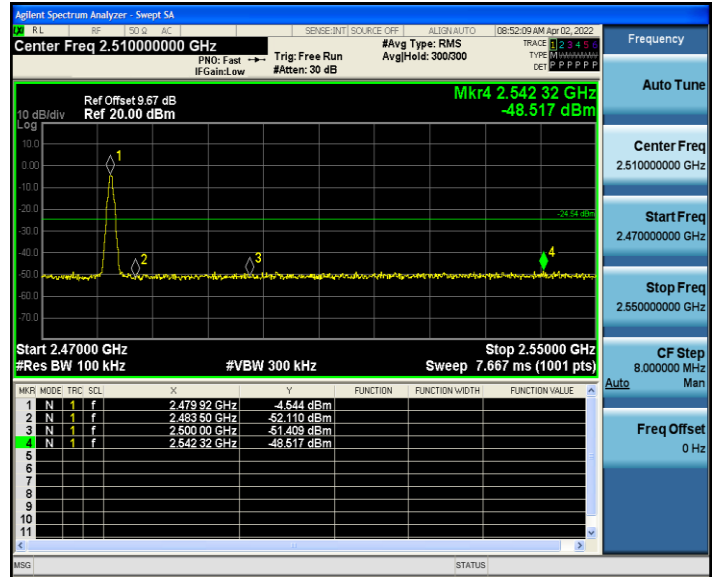 Agilent Spectrum Analyzer - Swept SA
RL RF 50 Ω AC SENSE:INT SOURCE OFF ALIGNAUTO 08:52:09 AM Apr 02, 2022
Center Freq 2.510000000 GHz
PNO: Fast Trig: Free Run
IFGain:Low #Atten: 30 dB
#Avg Type: RMS
Avg|Hold: 300/300
TRACE 1 2 3 4 5 6
TYPE M
DET P P P P P P
Frequency
Auto Tune
Center Freq
2.510000000 GHz
Start Freq
2.470000000 GHz
Stop Freq
2.550000000 GHz
CF Step
8.000000 MHz
Auto Man
Freq Offset
0 Hz
Mkr4 2.542 32 GHz
-48.517 dBm
Ref Offset 9.67 dB
10 dB/div Ref 20.00 dBm
Log
10.0
0.00
-10.0
-20.0
-30.0
-40.0
-50.0
-60.0
-70.0
1
2
3
4
-24.54 dBm
Start 2.47000 GHz Stop 2.55000 GHz
#Res BW 100 kHz #VBW 300 kHz Sweep 7.667 ms (1001 pts)
MKR MODE TRC SCL X Y FUNCTION FUNCTION WIDTH FUNCTION VALUE
1 N 1 f 2.479 92 GHz -4.544 dBm
2 N 1 f 2.483 50 GHz -52.110 dBm
3 N 1 f 2.500 00 GHz -51.409 dBm
4 N 1 f 2.542 32 GHz -48.517 dBm
5
6
7
8
9
10
11
MSG STATUS